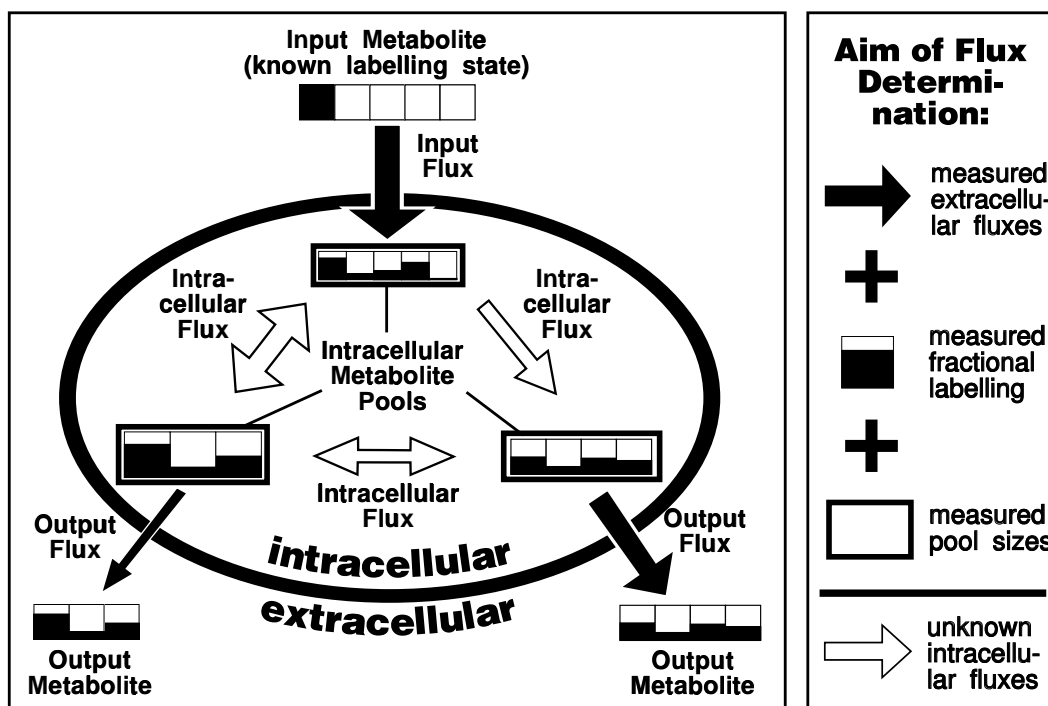 Input Metabolite
(known labelling state)
Input
Flux
Intra-
cellular
Flux
Intra-
cellular
Flux
Intracellular
Metabolite
Pools
Intracellular
Flux
Output
Flux
Output
Flux
intracellular
extracellular
Output
Metabolite
Output
Metabolite
Aim of Flux
Determi-
nation:
measured
extracellu-
lar fluxes
measured
fractional
labelling
measured
pool sizes
unknown
intracellu-
lar fluxes